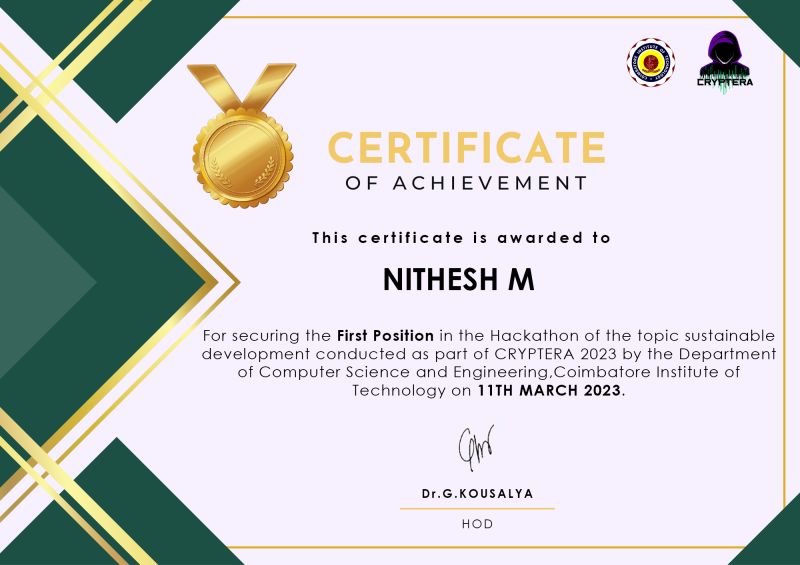 CRYPTERA
CERTIFICATE
OF ACHIEVEMENT
This certificate is awarded to
NITHESH M
For securing the First Position in the Hackathon of the topic sustainable
development conducted as part of CRYPTERA 2023 by the Department
of Computer Science and Engineering,Coimbatore Institute of
Technology on 11TH MARCH 2023.
Dr.G.KOUSALYA
HOD